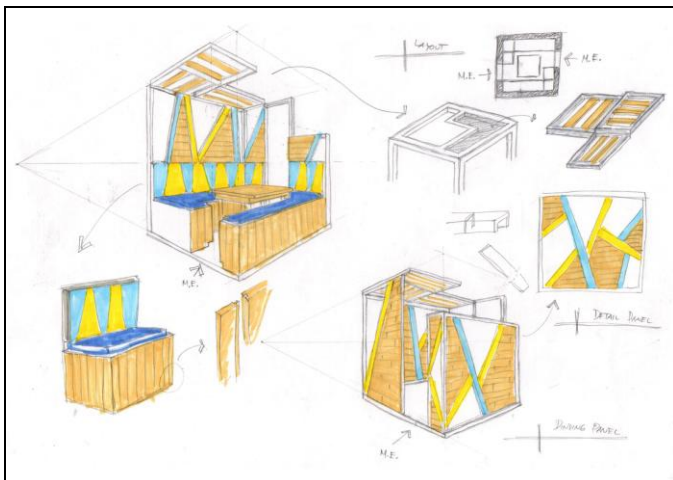 LAYOUT
M.E.
M.E.
M.E.
DETAIL PANEL
DINING PANEL
M.E.